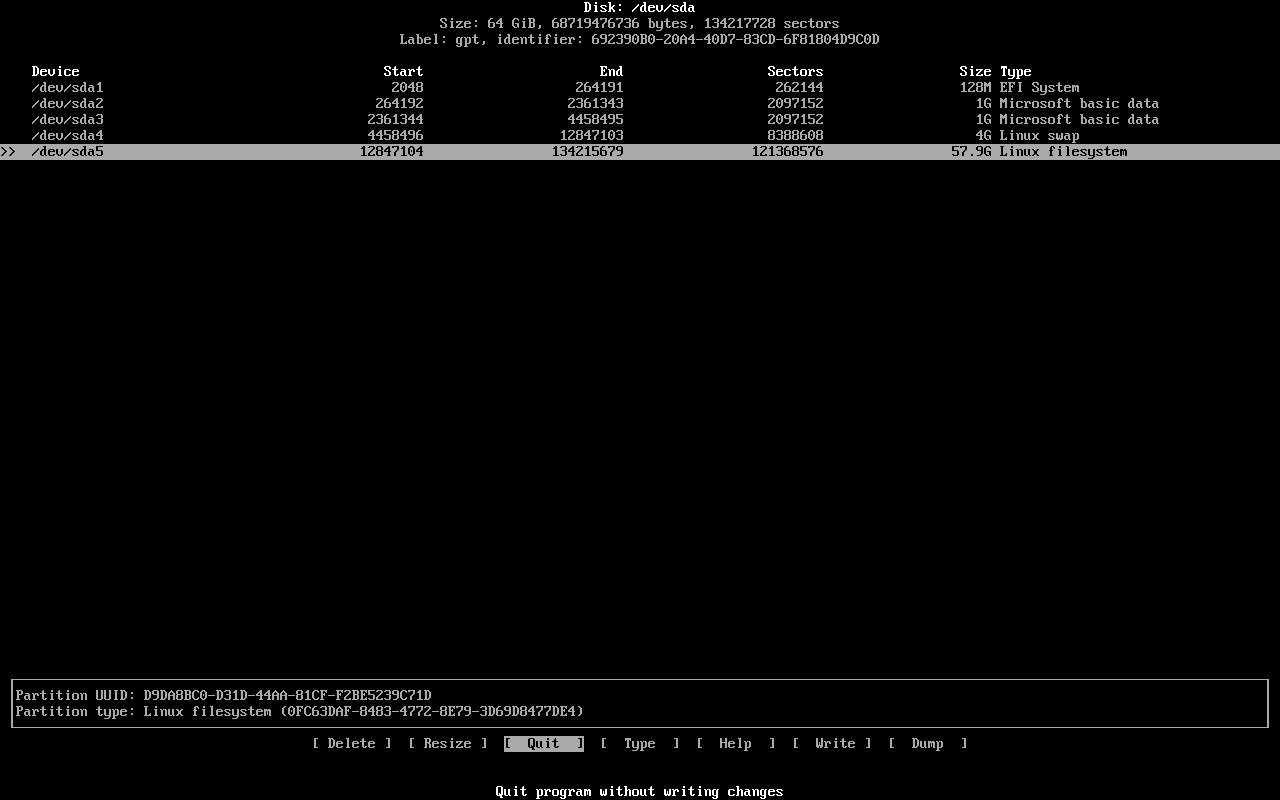 Disk: /dev/sda
Size: 64 GiB, 68719476736 bytes, 134217728 sectors
Label: gpt, identifier: 692390B0-20A4-40D7-83CD-6F81804D9C0D
Device Start End Sectors Size Type
/dev/sda1 2048 264191 262144 128M EFI System
/dev/sda2 264192 2361343 2097152 1G Microsoft basic data
/dev/sda3 2361344 4458495 2097152 1G Microsoft basic data
/dev/sda4 4458496 12847103 8388608 4G Linux swap
>> /dev/sda5 12847104 134215679 121368576 57.9G Linux filesystem
Partition UUID: D9DA8BC0-D31D-44AA-81CF-F2BE5239C71D
Partition type: Linux filesystem (0FC63DAF-8483-4772-8E79-3D69D8477DE4)
[ Delete ] [ Resize ] [ Quit ] [ Type ] [ Help ] [ Write ] [ Dump ]
Quit program without writing changes